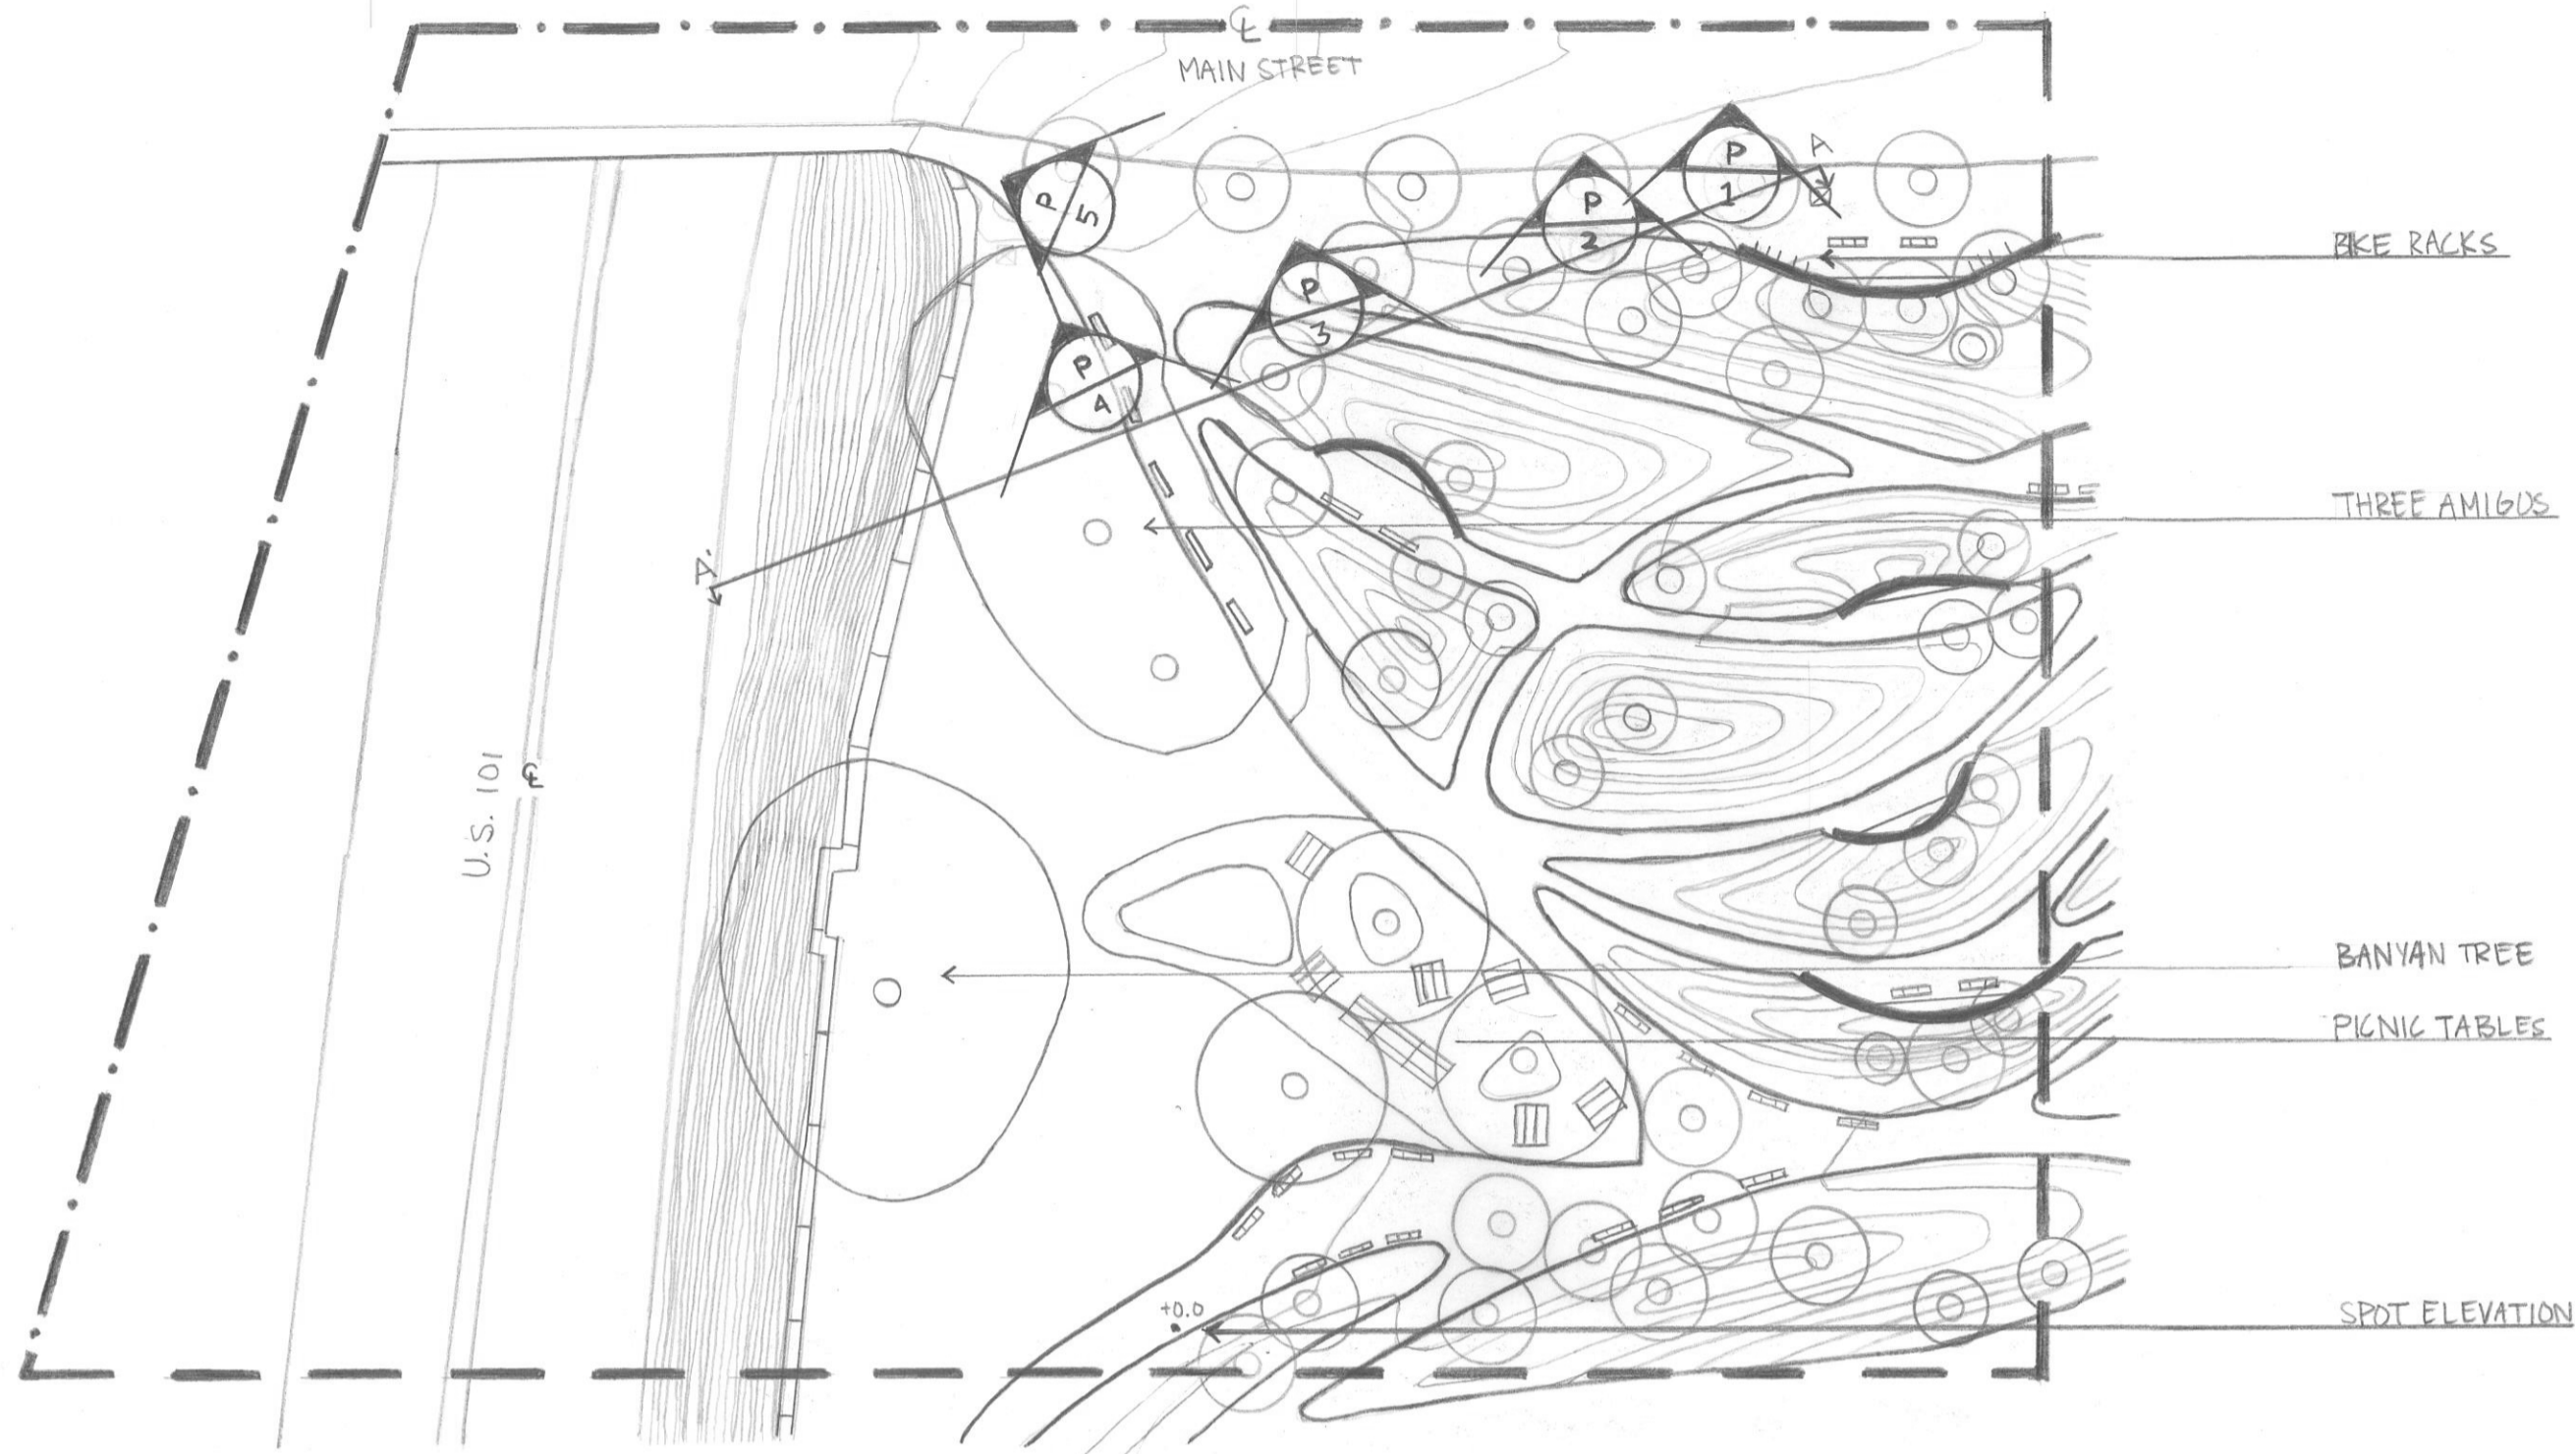 ℄
MAIN STREET
P
1
A
P
2
P
5
P
3
P
4
BIKE RACKS
THREE AMIGOS
A'
U.S. 101
℄
BANYAN TREE
PICNIC TABLES
+0.0
SPOT ELEVATION